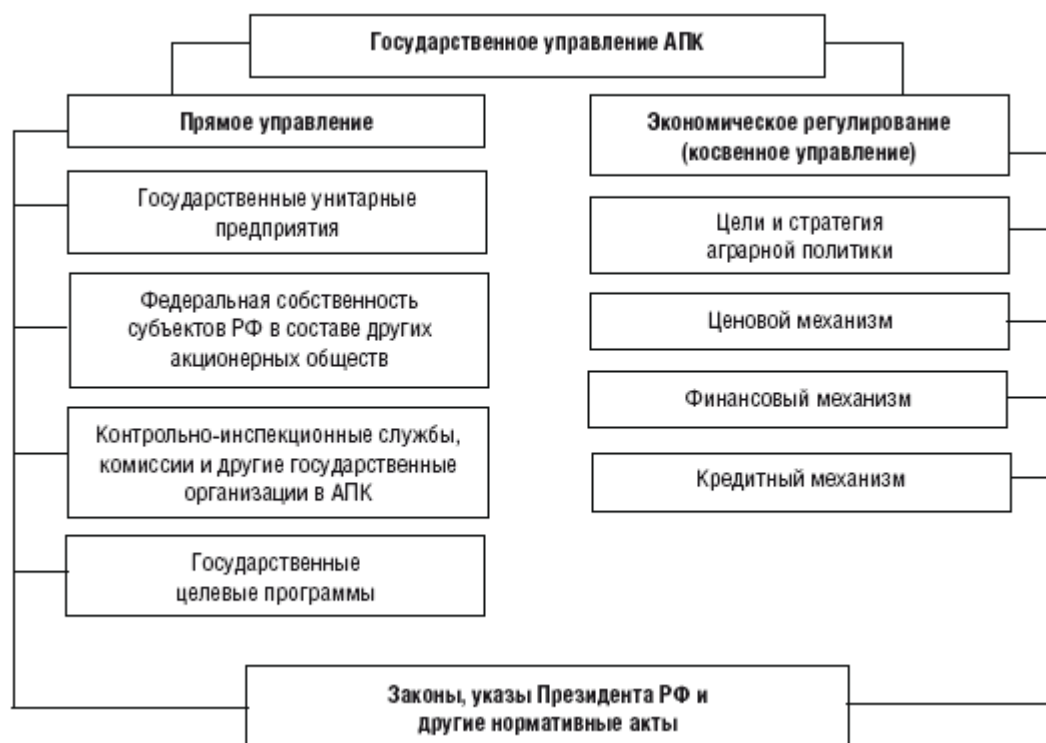 Государственное управление АПК
Прямое управление
Государственные унитарные
предприятия
Федеральная собственность
субъектов РФ в составе других
акционерных обществ
Контрольно-инспекционные службы,
комиссии и другие государственные
организации в АПК
Государственные
целевые программы
Экономическое регулирование
(косвенное управление)
Цели и стратегия
аграрной политики
Ценовой механизм
Финансовый механизм
Кредитный механизм
Законы, указы Президента РФ и
другие нормативные акты